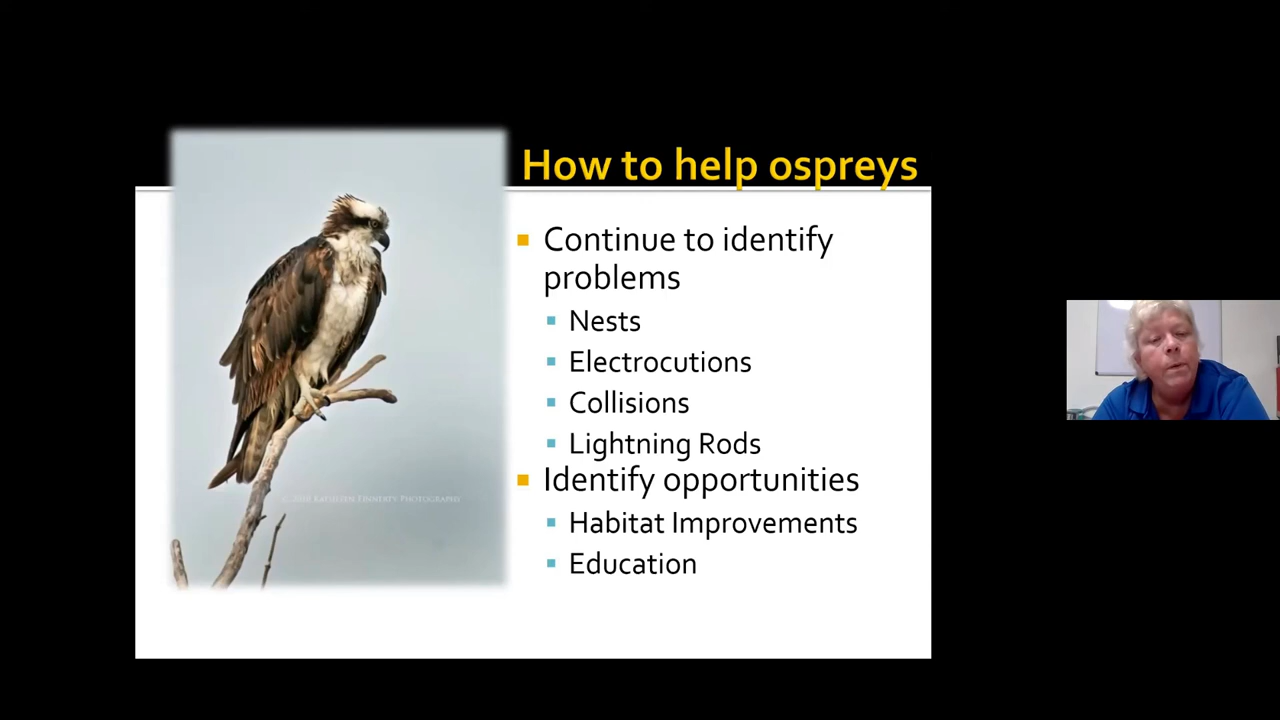 How to help ospreys
Continue to identify
problems
Nests
Electrocutions
Collisions
Lightning Rods
Identify opportunities
Habitat Improvements
Education